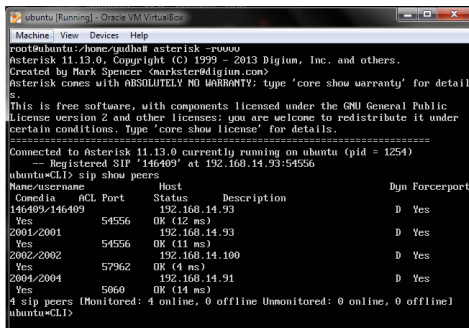 ubuntu [Running] - Oracle VM VirtualBox
Machine View Devices Help
root@ubuntu:/home/yudha# asterisk -rvvvv
Asterisk 11.13.0, Copyright (C) 1999 - 2013 Digium, Inc. and others.
Created by Mark Spencer <markster@digium.com>
Asterisk comes with ABSOLUTELY NO WARRANTY; type 'core show warranty' for detail
s.
This is free software, with components licensed under the GNU General Public
License version 2 and other licenses; you are welcome to redistribute it under
certain conditions. Type 'core show license' for details.
=========================================================================
Connected to Asterisk 11.13.0 currently running on ubuntu (pid = 1254)
-- Registered SIP '146409' at 192.168.14.93:54556
ubuntu*CLI> sip show peers
Name/username Host Dyn Forcerport
Comedia ACL Port Status Description
146409/146409 192.168.14.93 D Yes
Yes 54556 OK (12 ms)
2001/2001 192.168.14.93 D Yes
Yes 54556 OK (11 ms)
2002/2002 192.168.14.100 D Yes
Yes 57962 OK (4 ms)
2004/2004 192.168.14.91 D Yes
Yes 5060 OK (14 ms)
4 sip peers [Monitored: 4 online, 0 offline Unmonitored: 0 online, 0 offline]
ubuntu*CLI>